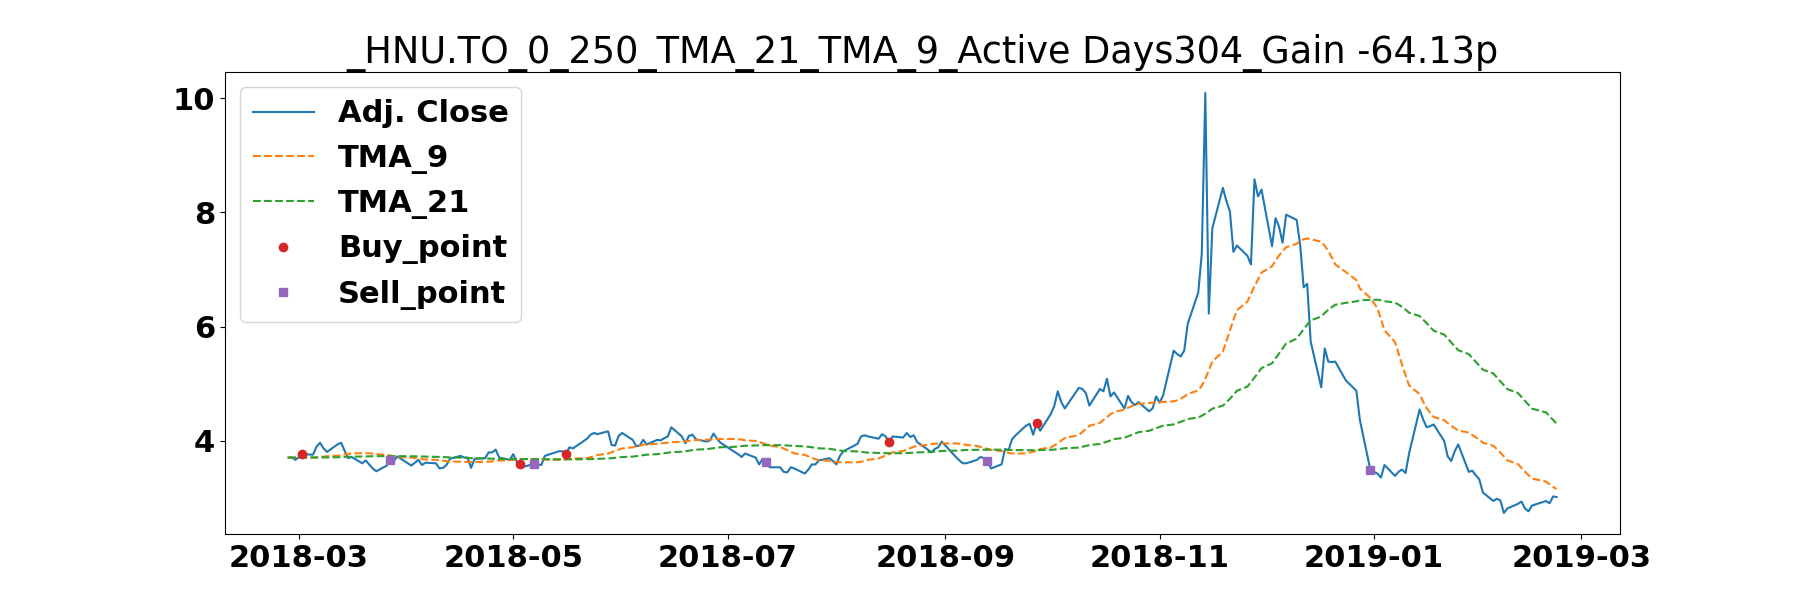 _HNU.TO_0_250_TMA_21_TMA_9_Active Days304_Gain -64.13p
10
8
6
4
Adj. Close
TMA_9
TMA_21
Buy_point
Sell_point
2018-03 2018-05 2018-07 2018-09 2018-11 2019-01 2019-03